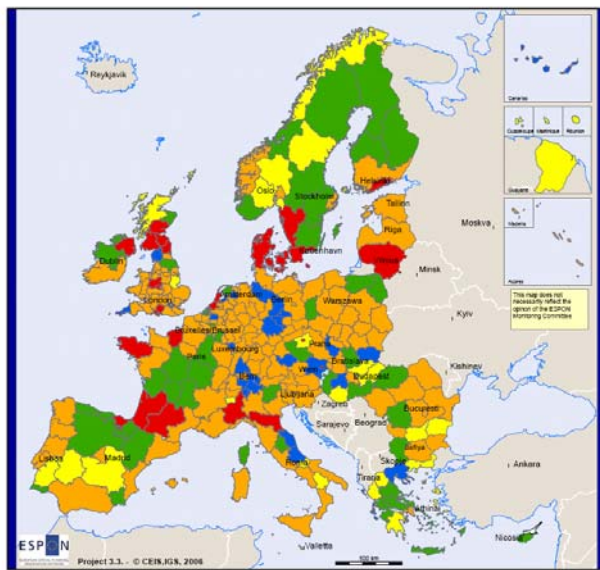 Reykjavik
Canarias
Guadeloupe Martinique Réunion
Guyane
Oslo
Helsinki
Stockholm
Tallinn
Riga
Moskva
Madeira
Dublin
København
Vilnius
Minsk
Açores
This map does not
necessarily reflect the
opinion of the ESPON
Monitoring Committee
London
Amsterdam
Berlin
Warszawa
Kyiv
Bruxelles/Brussel
Luxembourg
Praha
Paris
Bratislava
Kishinev
Wien
Budapest
Bern
Ljubljana
Zagreb
Bucuresti
Sarajevo
Beograd
Madrid
Lisboa
Roma
Sofiya
Skopje
Tirana
Ankara
Athinai
Nicosia
Valletta
ESPON
Project 3.3. - © CEIS,IGS, 2006